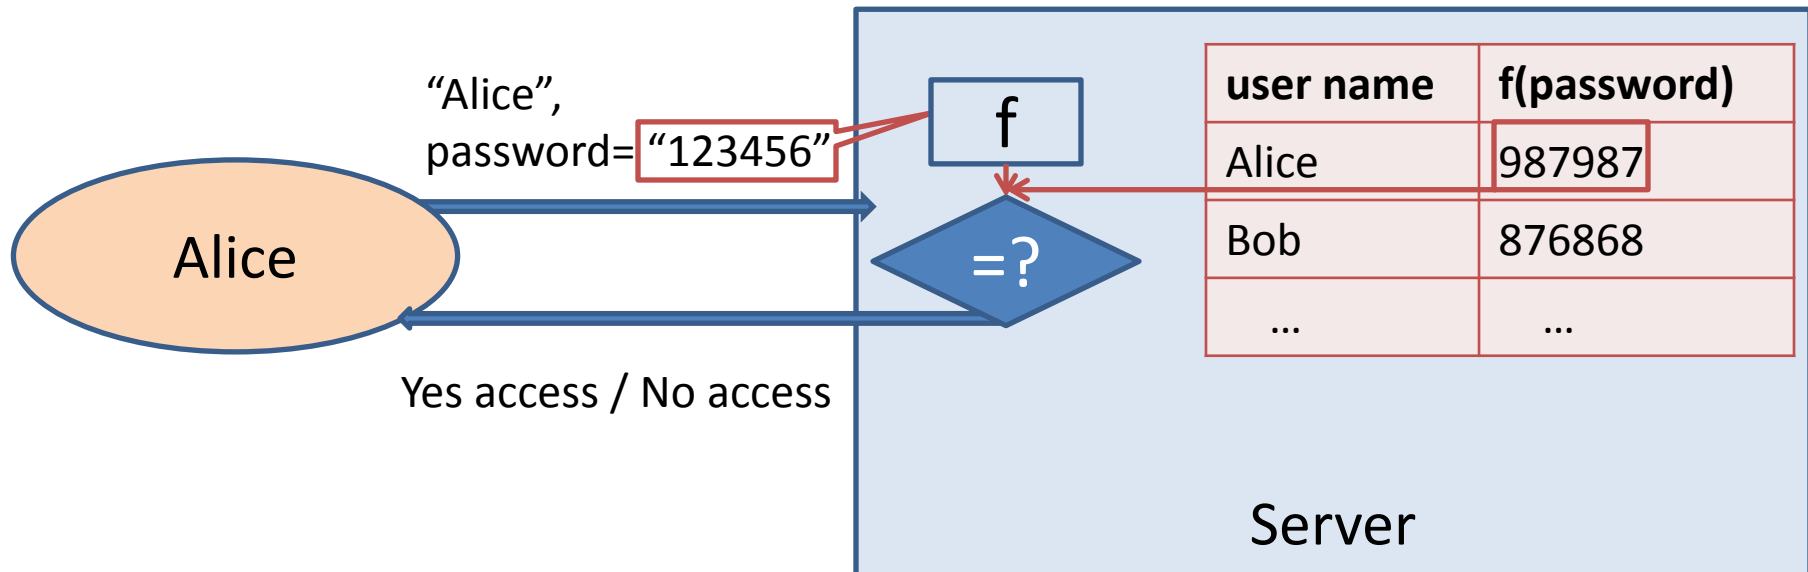 “Alice”,
password= “123456”
Alice
Yes access / No access
f
=?
user name f(password)
Alice 987987
Bob 876868
... ...
Server